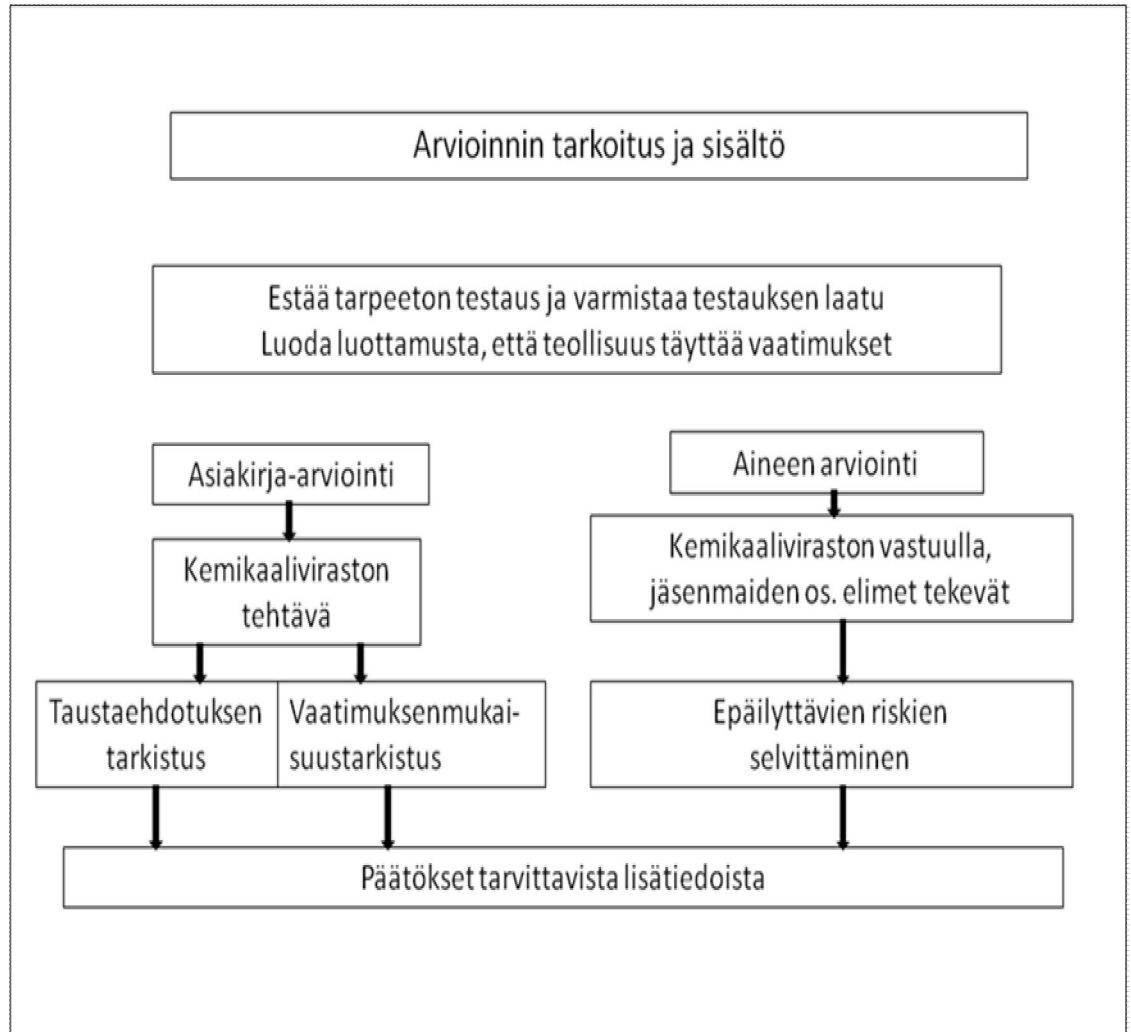 Arvioinnin tarkoitus ja sisältö
Estää tarpeeton testaus ja varmistaa testauksen laatu
Luoda luottamusta, että teollisuus täyttää vaatimukset
Asiakirja-arviointi
Aineen arviointi
Kemikaaliviraston
tehtävä
Kemikaaliviraston vastuulla,
jäsenmaiden os. elimet tekevät
Taustaehdotuksen
tarkistus
Vaatimuksenmukai-
suustarkistus
Epäilyttävien riskien
selvittäminen
Päätökset tarvittavista lisätiedoista